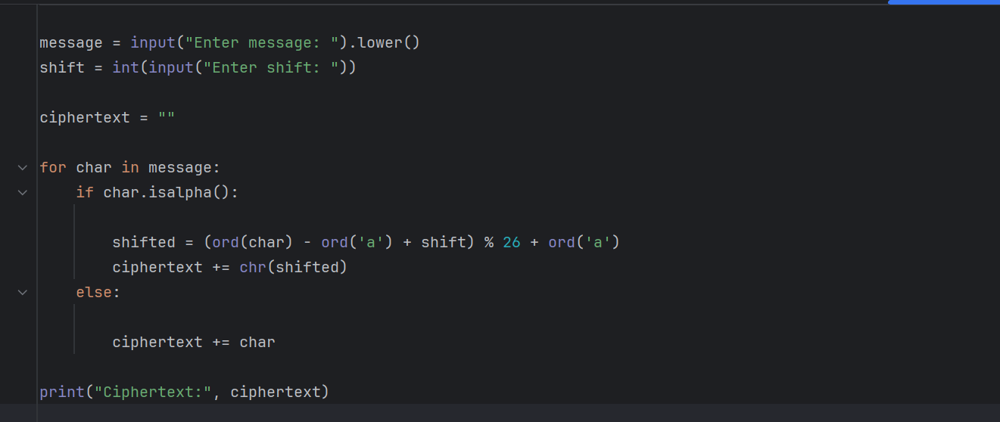 message = input("Enter message: ").lower()
shift = int(input("Enter shift: "))
ciphertext = ""
for char in message:
    if char.isalpha():
        shifted = (ord(char) - ord('a') + shift) % 26 + ord('a')
        ciphertext += chr(shifted)
    else:
        ciphertext += char
print("Ciphertext:", ciphertext)